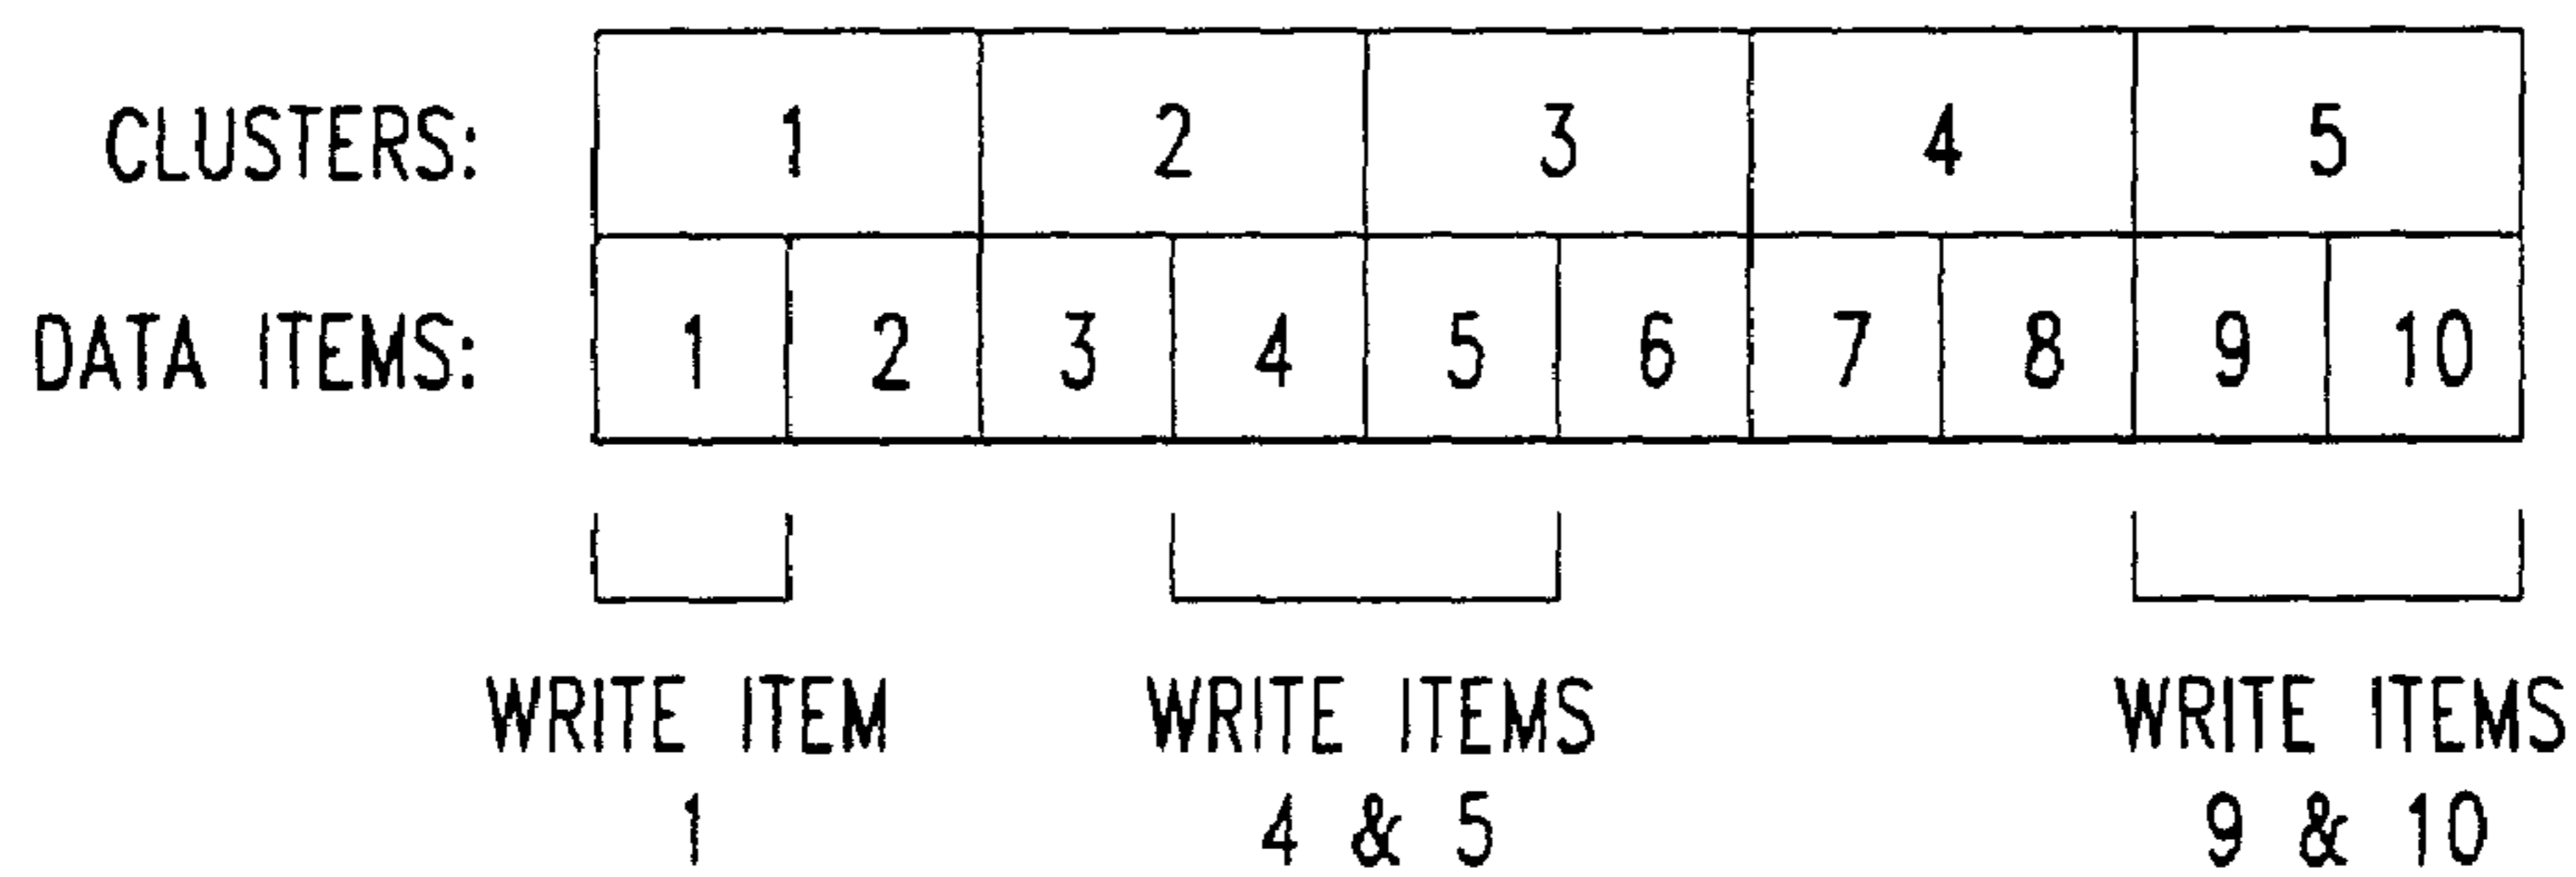 CLUSTERS: 1 2 3 4 5
DATA ITEMS: 1 2 3 4 5 6 7 8 9 10
WRITE ITEM
1
WRITE ITEMS
4 & 5
WRITE ITEMS
9 & 10